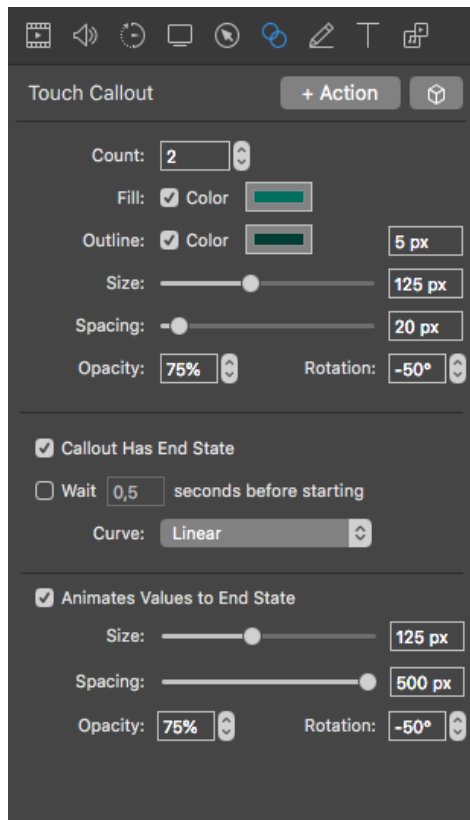 Touch Callout + Action
Count: 2
Fill: Color
Outline: Color 5 px
Size: 125 px
Spacing: 20 px
Opacity: 75% Rotation: -50°
Callout Has End State
Wait 0,5 seconds before starting
Curve: Linear
Animates Values to End State
Size: 125 px
Spacing: 500 px
Opacity: 75% Rotation: -50°